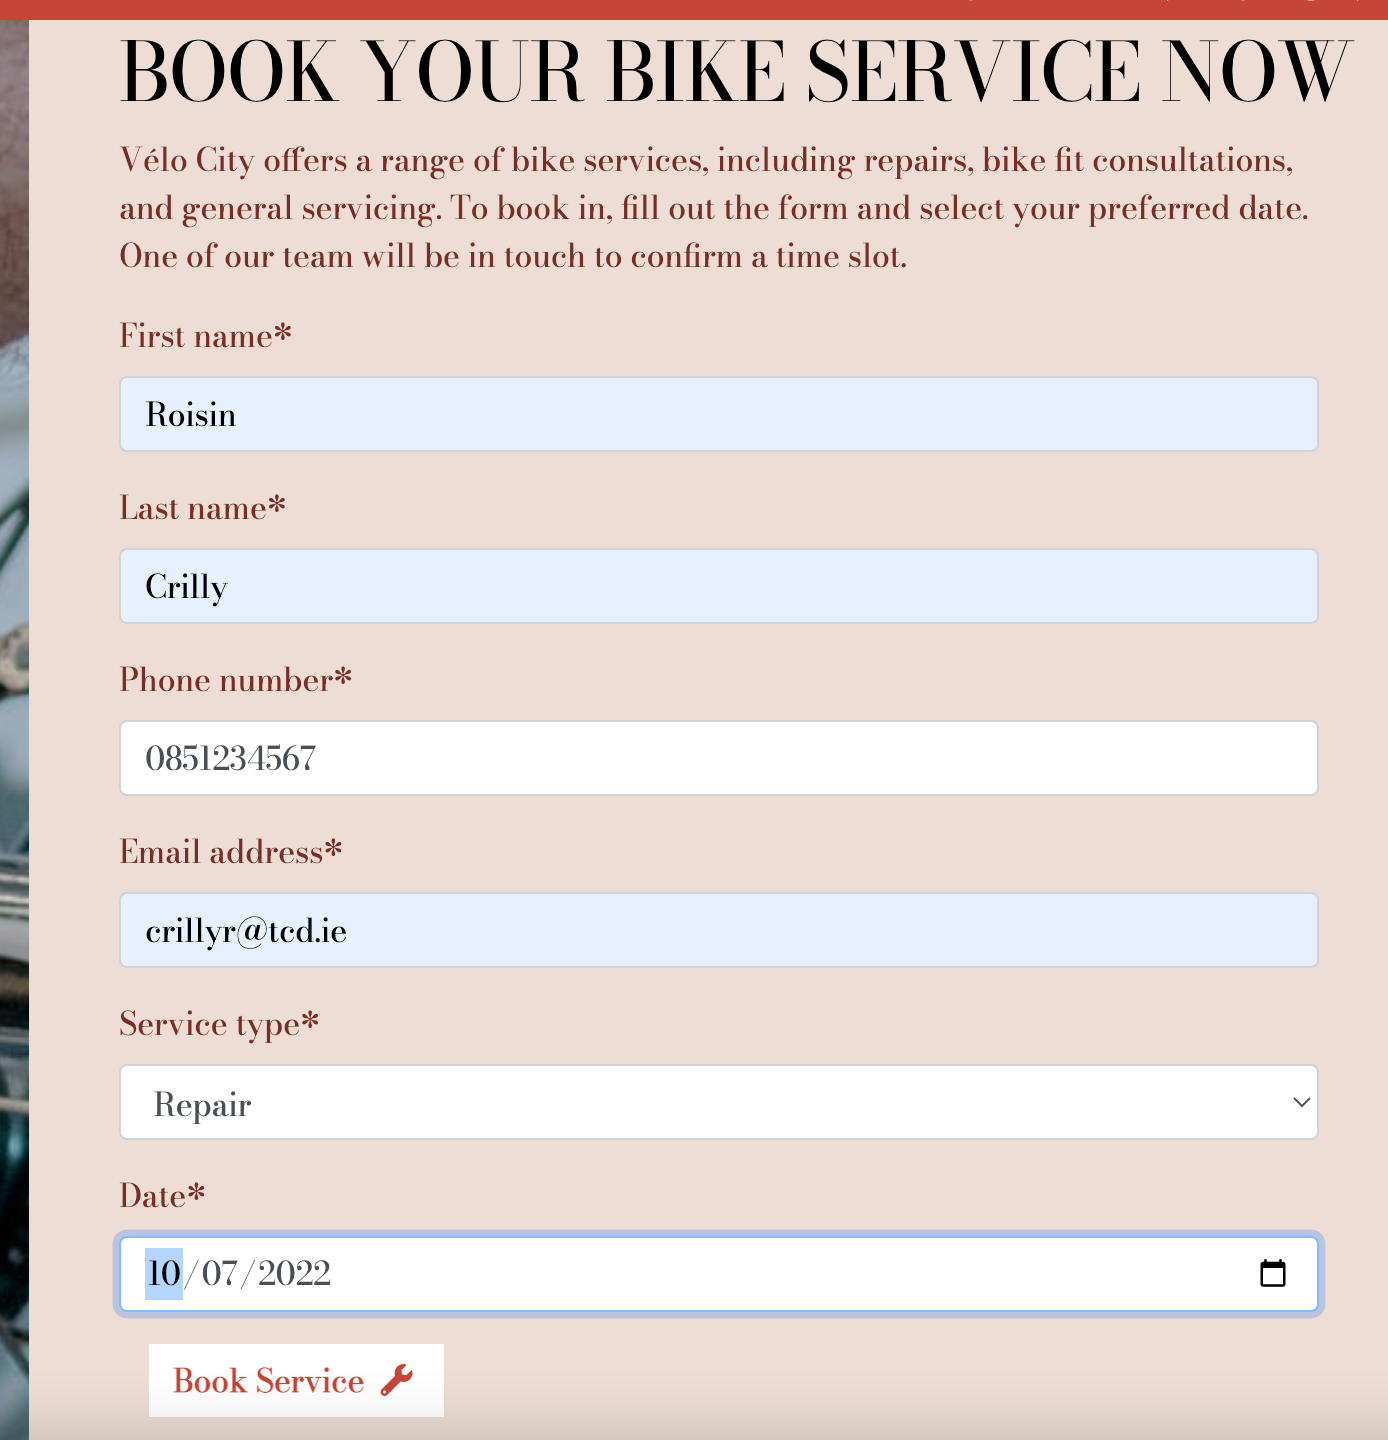 BOOK YOUR BIKE SERVICE NOW
Vélo City offers a range of bike services, including repairs, bike fit consultations,
and general servicing. To book in, fill out the form and select your preferred date.
One of our team will be in touch to confirm a time slot.
First name*
Roisin
Last name*
Crilly
Phone number*
0851234567
Email address*
crillyr@tcd.ie
Service type*
Repair
Date*
10/07/2022
Book Service